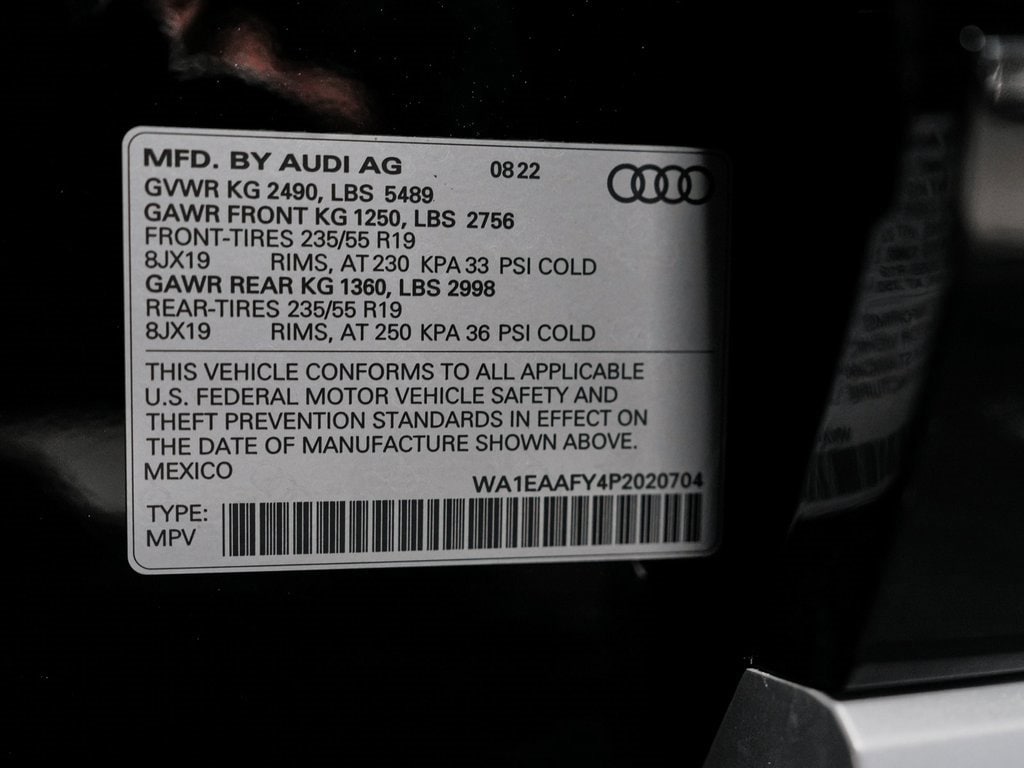 MFD. BY AUDI AG 0822
GVWR KG 2490, LBS 5489
GAWR FRONT KG 1250, LBS 2756
FRONT-TIRES 235/55 R19
8JX19 RIMS, AT 230 KPA 33 PSI COLD
GAWR REAR KG 1360, LBS 2998
REAR-TIRES 235/55 R19
8JX19 RIMS, AT 250 KPA 36 PSI COLD
THIS VEHICLE CONFORMS TO ALL APPLICABLE
U.S. FEDERAL MOTOR VEHICLE SAFETY AND
THEFT PREVENTION STANDARDS IN EFFECT ON
THE DATE OF MANUFACTURE SHOWN ABOVE.
MEXICO
WA1EAAFY4P2020704
TYPE:
MPV